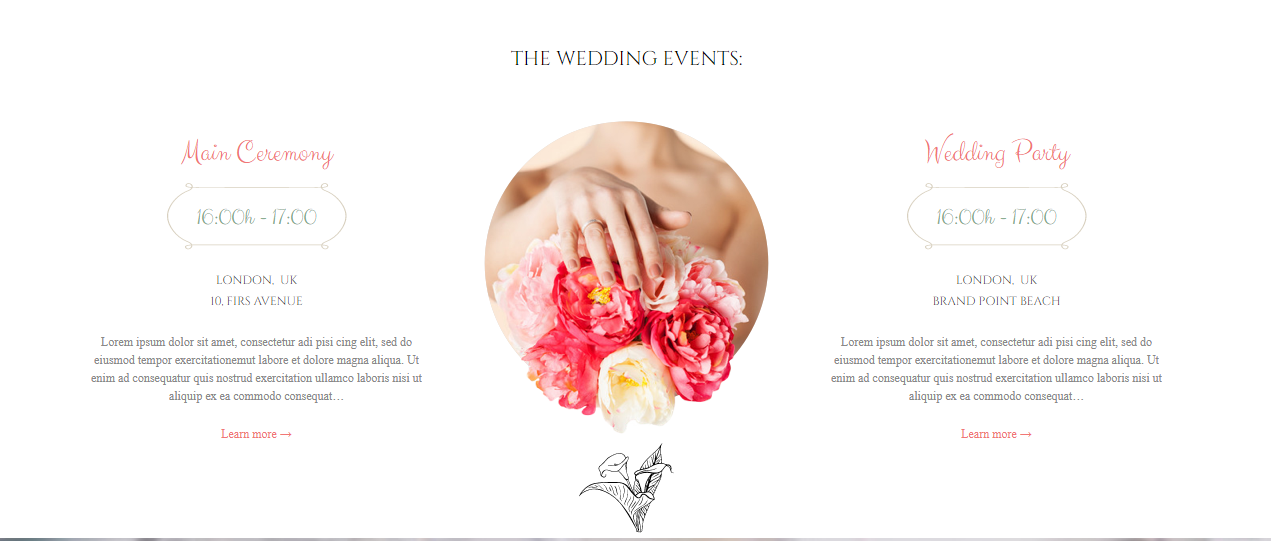 THE WEDDING EVENTS:
Main Ceremony
16:00h - 17:00
LONDON, UK
10, FIRS AVENUE
Lorem ipsum dolor sit amet, consectetur adi pisi cing elit, sed do
eiusmod tempor exercitationemut labore et dolore magna aliqua. Ut
enim ad consequatur quis nostrud exercitation ullamco laboris nisi ut
aliquip ex ea commodo consequat…
Learn more →
Wedding Party
16:00h - 17:00
LONDON, UK
BRAND POINT BEACH
Lorem ipsum dolor sit amet, consectetur adi pisi cing elit, sed do
eiusmod tempor exercitationemut labore et dolore magna aliqua. Ut
enim ad consequatur quis nostrud exercitation ullamco laboris nisi ut
aliquip ex ea commodo consequat…
Learn more →